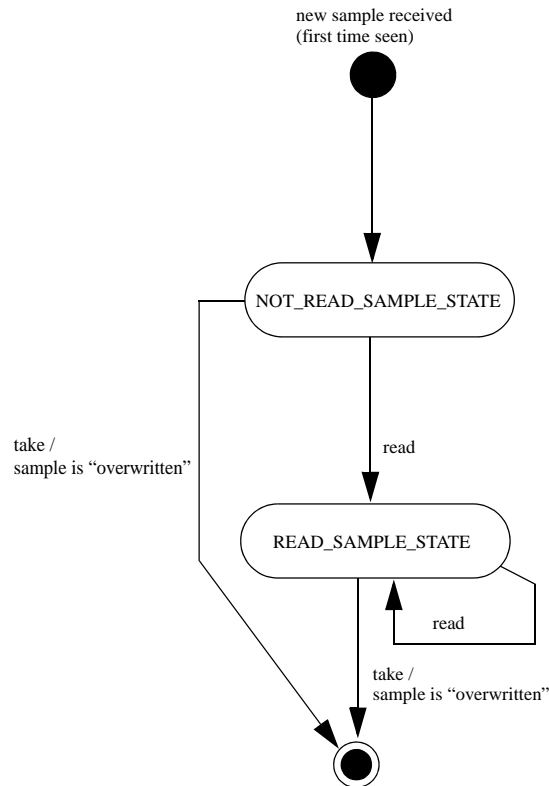 new sample received
(first time seen)
NOT_READ_SAMPLE_STATE
take /
sample is “overwritten”
read
READ_SAMPLE_STATE
read
take /
sample is “overwritten”